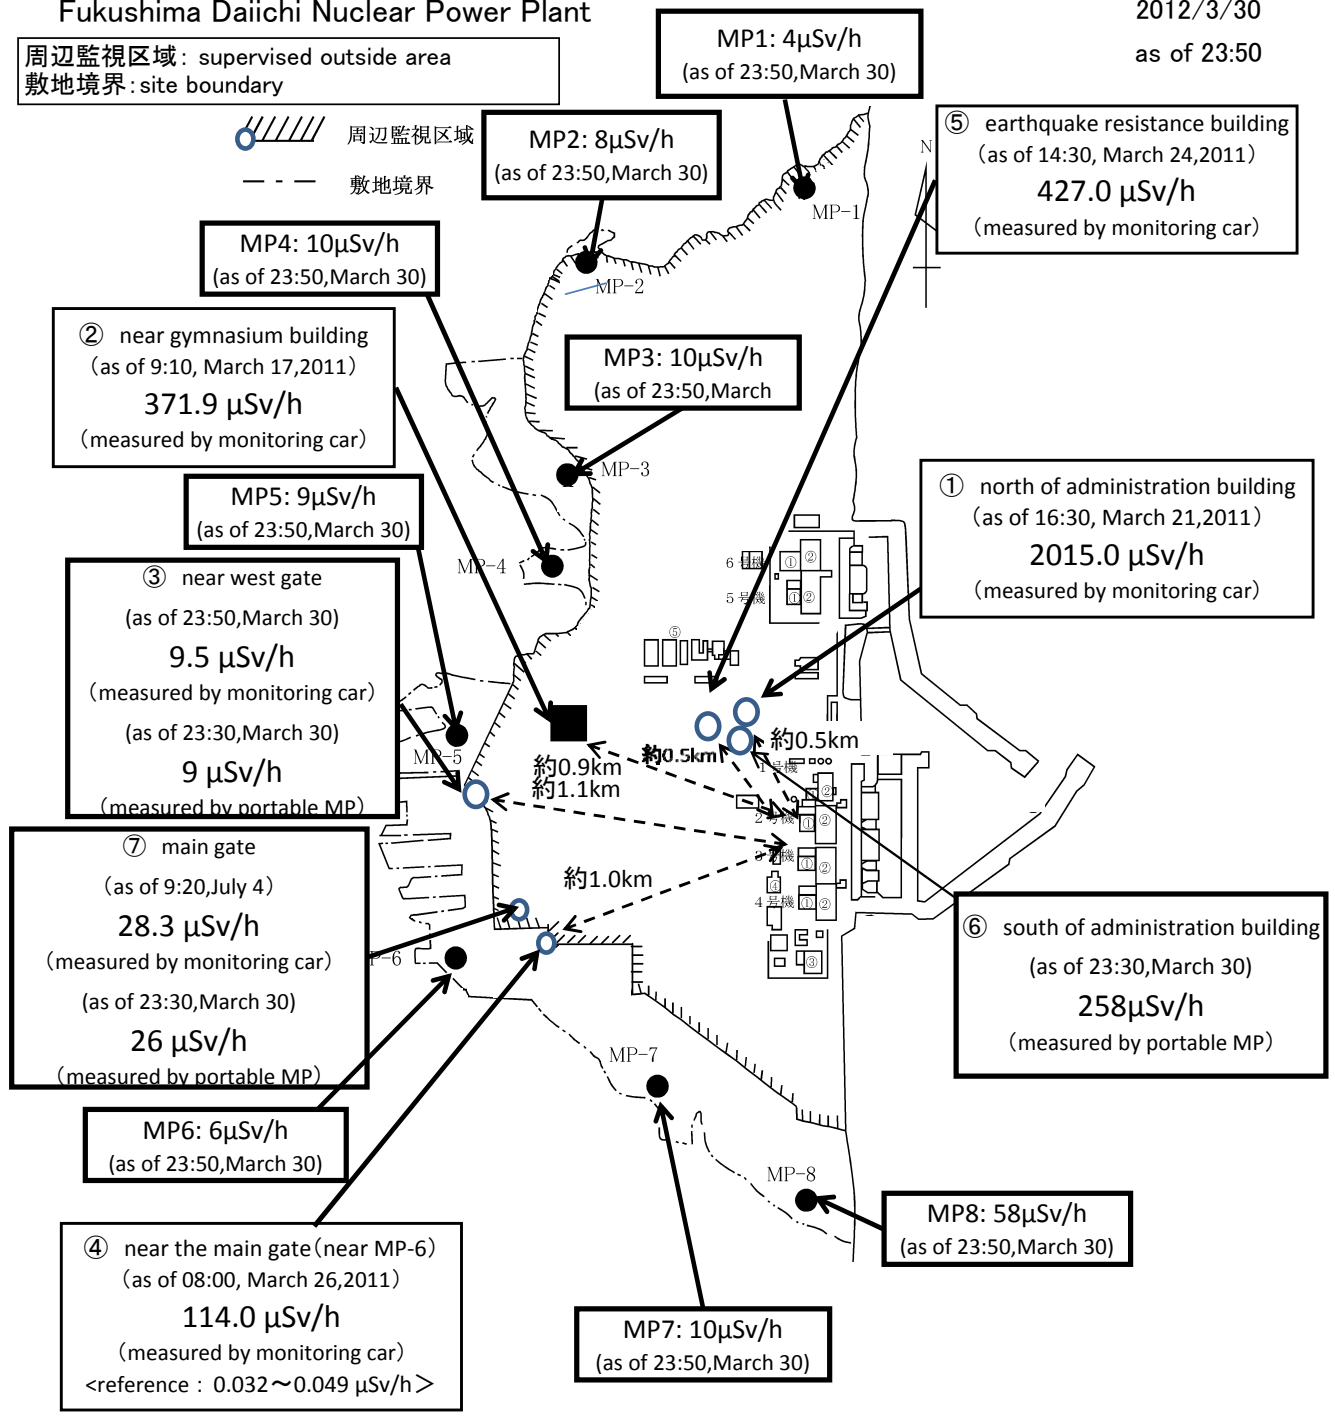 Fukushima Daiichi Nuclear Power Plant
2012/3/30
as of 23:50
周辺監視区域: supervised outside area
敷地境界:site boundary
周辺監視区域
敷地境界
MP1: 4μSv/h
(as of 23:50,March 30)
MP2: 8μSv/h
(as of 23:50,March 30)
⑤ earthquake resistance building
(as of 14:30, March 24,2011)
427.0 μSv/h
(measured by monitoring car)
N
MP-1
MP4: 10μSv/h
(as of 23:50,March 30)
MP-2
② near gymnasium building
(as of 9:10, March 17,2011)
371.9 μSv/h
(measured by monitoring car)
MP3: 10μSv/h
(as of 23:50,March
MP-3
MP5: 9μSv/h
(as of 23:50,March 30)
① north of administration building
(as of 16:30, March 21,2011)
2015.0 μSv/h
(measured by monitoring car)
MP-4
③ near west gate
(as of 23:50,March 30)
9.5 μSv/h
(measured by monitoring car)
(as of 23:30,March 30)
9 μSv/h
(measured by portable MP)
6号機
① ②
5号機
① ②
⑤
MP-5
約0.9km
約1.1km
約0.5km
約0.5km
1号機
②
2号機
① ②
3号機
① ②
④
4号機
① ②
③
約1.0km
⑦ main gate
(as of 9:20,July 4)
28.3 μSv/h
(measured by monitoring car)
(as of 23:30,March 30)
26 μSv/h
(measured by portable MP)
P-6
⑥ south of administration building
(as of 23:30,March 30)
258μSv/h
(measured by portable MP)
MP-7
MP6: 6μSv/h
(as of 23:50,March 30)
MP-8
MP8: 58μSv/h
(as of 23:50,March 30)
④ near the main gate(near MP-6)
(as of 08:00, March 26,2011)
114.0 μSv/h
(measured by monitoring car)
<reference : 0.032～0.049 μSv/h＞
MP7: 10μSv/h
(as of 23:50,March 30)